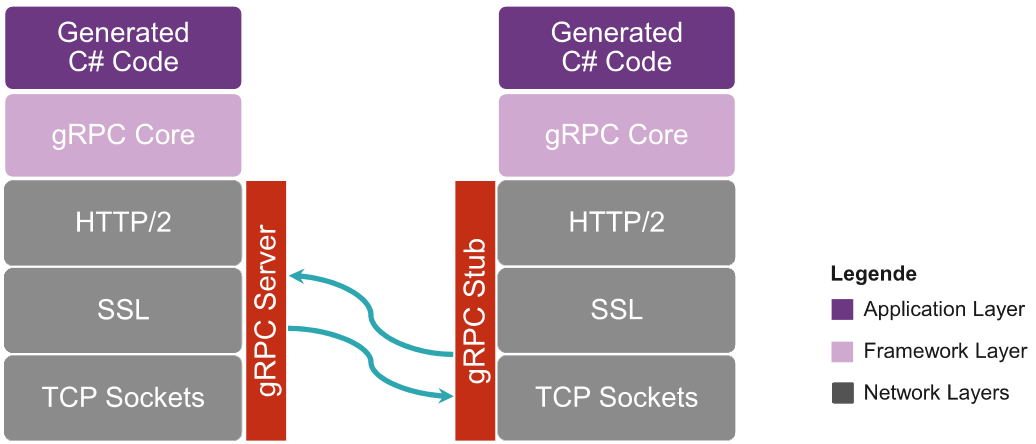 Generated
C# Code
gRPC Core
HTTP/2
SSL
TCP Sockets
gRPC Server
gRPC Stub
Generated
C# Code
gRPC Core
HTTP/2
SSL
TCP Sockets
Legende
Application Layer
Framework Layer
Network Layers